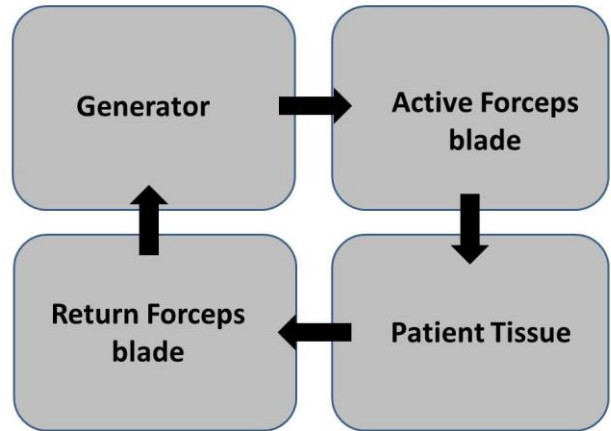 Generator
Active Forceps
blade
Return Forceps
blade
Patient Tissue